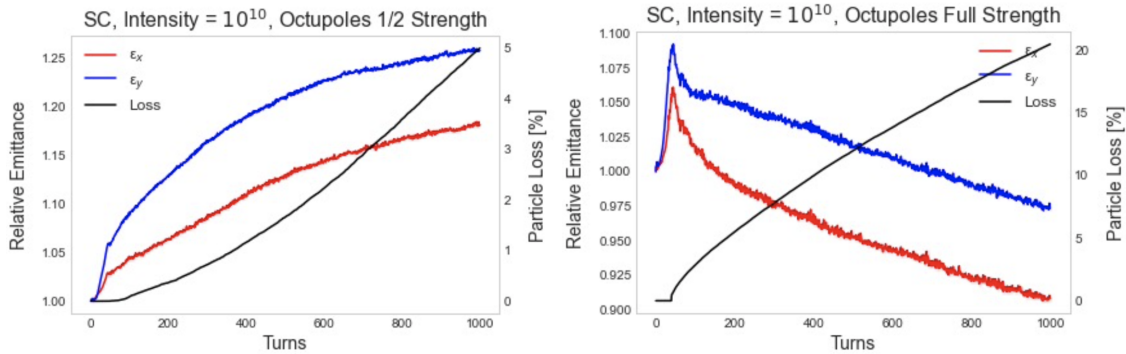 SC, Intensity = 10¹⁰, Octupoles 1/2 Strength
1.25
1.20
1.15
1.10
1.05
1.00
Relative Emittance
εx
εy
Loss
5
4
3
2
1
0
Particle Loss [%]
0 200 400 600 800 1000
Turns
SC, Intensity = 10¹⁰, Octupoles Full Strength
1.100
1.075
1.050
1.025
1.000
0.975
0.950
0.925
0.900
Relative Emittance
εx
εy
Loss
20
15
10
5
0
Particle Loss [%]
0 200 400 600 800 1000
Turns